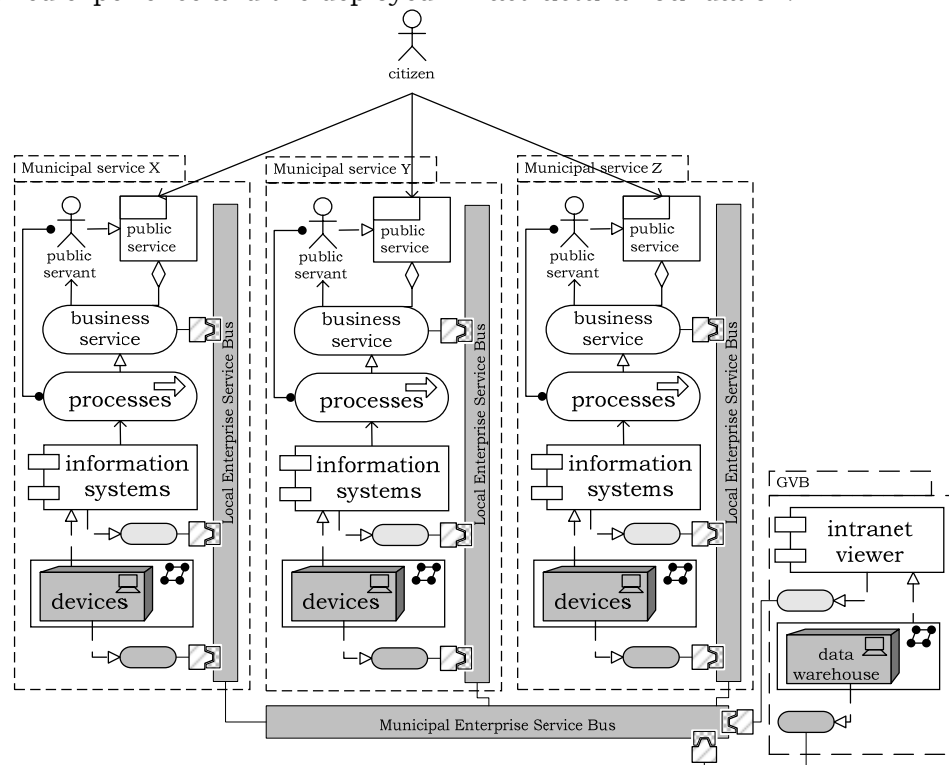 citizen
Municipal service X
Municipal service Y
Municipal service Z
public
servant
public
service
business
service
processes
information
systems
devices
Local Enterprise Service Bus
public
servant
public
service
business
service
processes
information
systems
devices
Local Enterprise Service Bus
public
servant
public
service
business
service
processes
information
systems
devices
Local Enterprise Service Bus
GVB
intranet
viewer
data
warehouse
Municipal Enterprise Service Bus